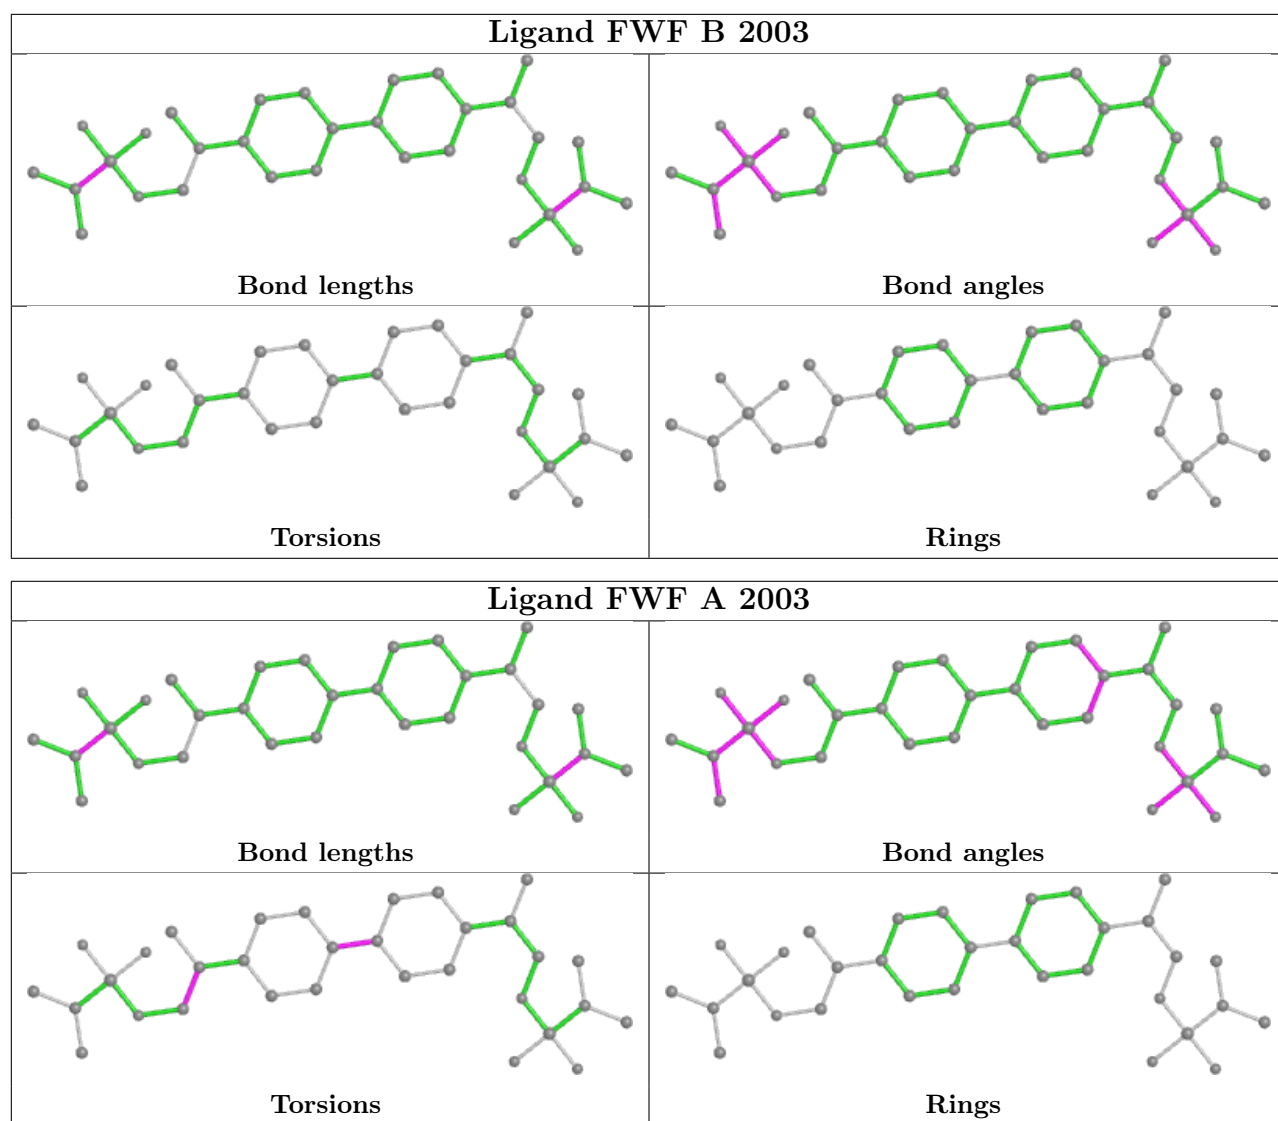 Ligand FWF B 2003
Bond lengths
Bond angles
Torsions
Rings
Ligand FWF A 2003
Bond lengths
Bond angles
Torsions
Rings